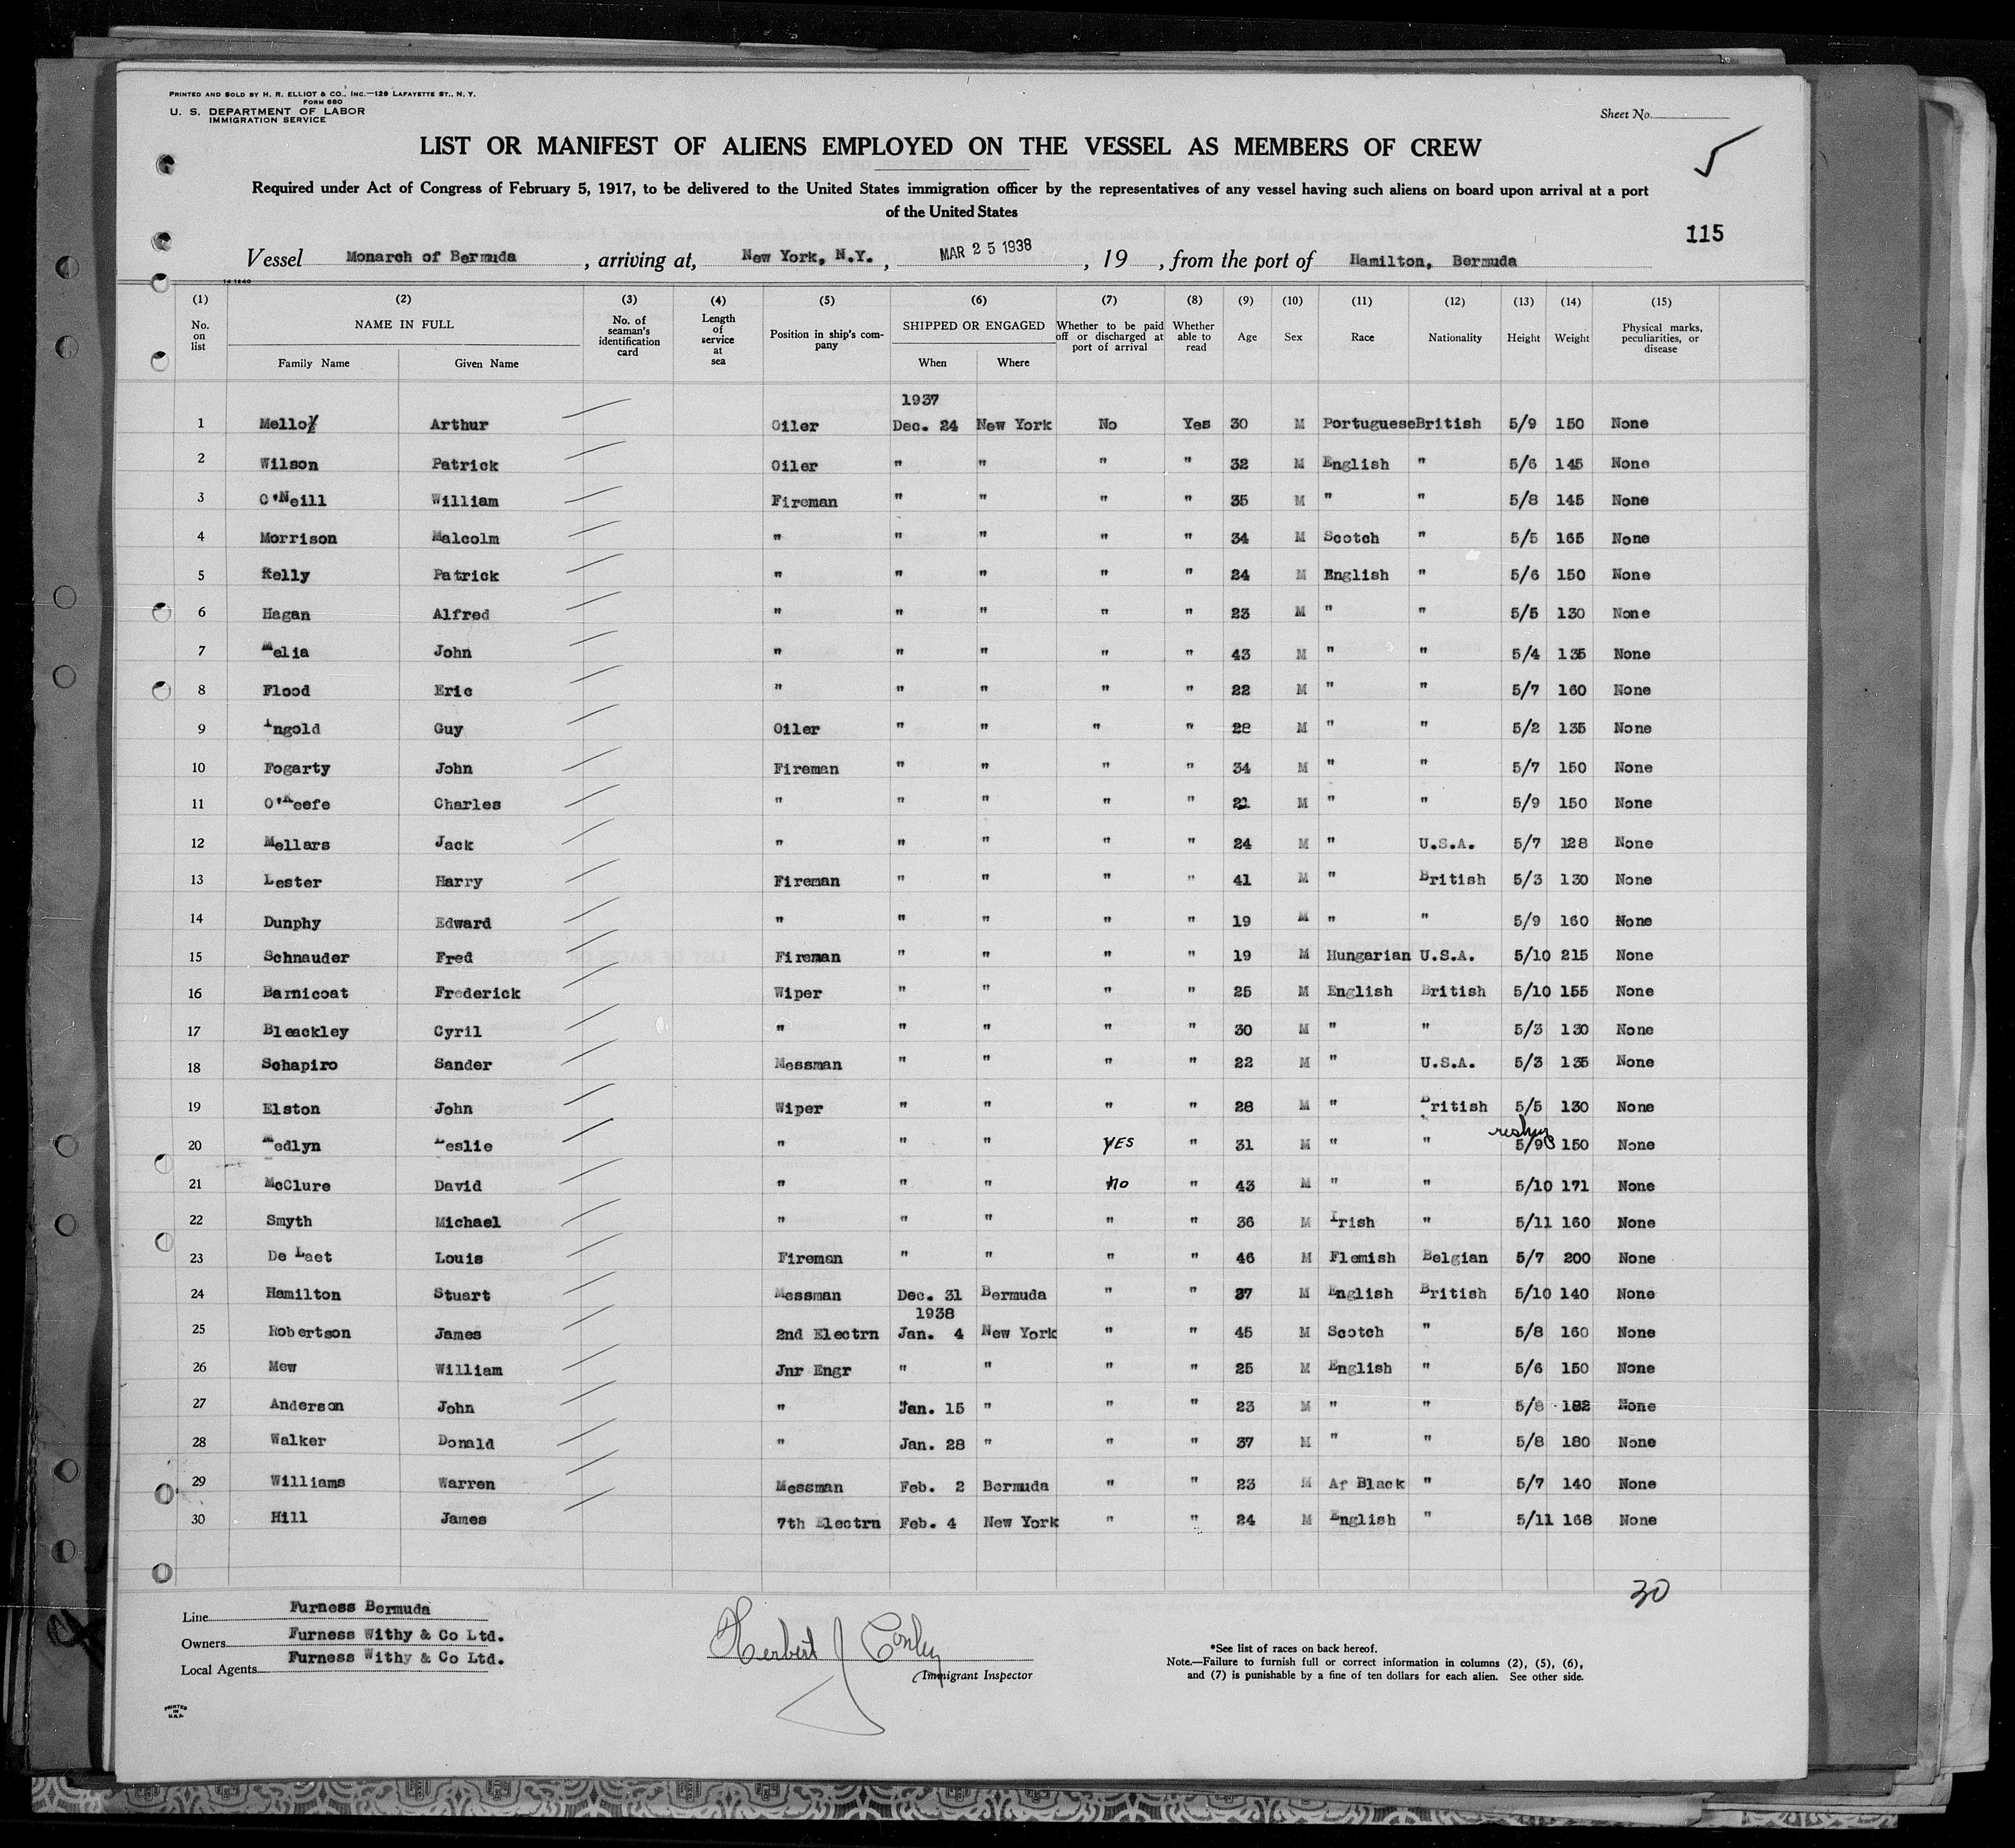 PRINTED AND SOLD BY H. R. ELLIOT & CO., INC.—129 LAFAYETTE ST., N. Y.
FORM 680
U. S. DEPARTMENT OF LABOR
IMMIGRATION SERVICE
Sheet No.
LIST OR MANIFEST OF ALIENS EMPLOYED ON THE VESSEL AS MEMBERS OF CREW
5
Required under Act of Congress of February 5, 1917, to be delivered to the United States immigration officer by the representatives of any vessel having such aliens on board upon arrival at a port
of the United States
115
Vessel Monarch of Bermuda, arriving at, New York, N.Y., MAR 25 1938, 19 , from the port of Hamilton, Bermuda
14-1240
(1) (2) (3) (4) (5) (6) (7) (8) (9) (10) (11) (12) (13) (14) (15)
No. on list NAME IN FULL Family Name Given Name No. of seaman's identification card Length of service at sea Position in ship's company SHIPPED OR ENGAGED When Where Whether to be paid off or discharged at port of arrival Whether able to read Age Sex Race Nationality Height Weight Physical marks, peculiarities, or disease
1937
1 Mello Arthur Oiler Dec. 24 New York No Yes 30 M Portuguese British 5/9 150 None
2 Wilson Patrick Oiler " " " " 32 M English " 5/6 145 None
3 O'Neill William Fireman " " " " 35 M " " 5/8 145 None
4 Morrison Malcolm " " " " " 34 M Scotch " 5/5 165 None
5 Kelly Patrick " " " " " 24 M English " 5/6 150 None
6 Hagan Alfred " " " " " 23 M " " 5/5 130 None
7 Melia John " " " " " 43 M " " 5/4 135 None
8 Flood Eric " " " " " 22 M " " 5/7 160 None
9 Ingold Guy Oiler " " " " 28 M " " 5/2 135 None
10 Fogarty John Fireman " " " " 34 M " " 5/7 150 None
11 O'Keefe Charles " " " " " 21 M " " 5/9 150 None
12 Mellars Jack " " " " " 24 M " U.S.A. 5/7 128 None
13 Lester Harry Fireman " " " " 41 M " British 5/3 130 None
14 Dunphy Edward " " " " " 19 M " " 5/9 160 None
15 Schnauder Fred Fireman " " " " 19 M Hungarian U.S.A. 5/10 215 None
16 Barnicoat Frederick Wiper " " " " 25 M English British 5/10 155 None
17 Bleackley Cyril " " " " " 30 M " " 5/3 130 None
18 Schapiro Sander Messman " " " " 22 M " U.S.A. 5/3 135 None
19 Elston John Wiper " " " " 28 M " British 5/5 130 None
20 Medlyn Leslie " " " YES " 31 M " " 5/9 150 None
21 McClure David " " " No " 43 M " " 5/10 171 None
22 Smyth Michael " " " " " 36 M Irish " 5/11 160 None
23 De Laet Louis Fireman " " " " 46 M Flemish Belgian 5/7 200 None
24 Hamilton Stuart Messman Dec. 31 Bermuda " " 37 M English British 5/10 140 None
1938
25 Robertson James 2nd Electrn Jan. 4 New York " " 45 M Scotch " 5/8 160 None
26 Mew William Jnr Engr " " " " 25 M English " 5/6 150 None
27 Anderson John " Jan. 15 " " " 23 M " " 5/8 182 None
28 Walker Donald " Jan. 28 " " " 37 M " " 5/8 180 None
29 Williams Warren Messman Feb. 2 Bermuda " " 23 M Af Black " 5/7 140 None
30 Hill James 7th Electrn Feb. 4 New York " " 24 M English " 5/11 168 None
30
Line Furness Bermuda
Owners Furness Withy & Co Ltd.
Local Agents Furness Withy & Co Ltd.
Herbert J Conley
Immigrant Inspector
*See list of races on back hereof.
Note.—Failure to furnish full or correct information in columns (2), (5), (6),
and (7) is punishable by a fine of ten dollars for each alien. See other side.
PRINTED
IN
U.S.A.